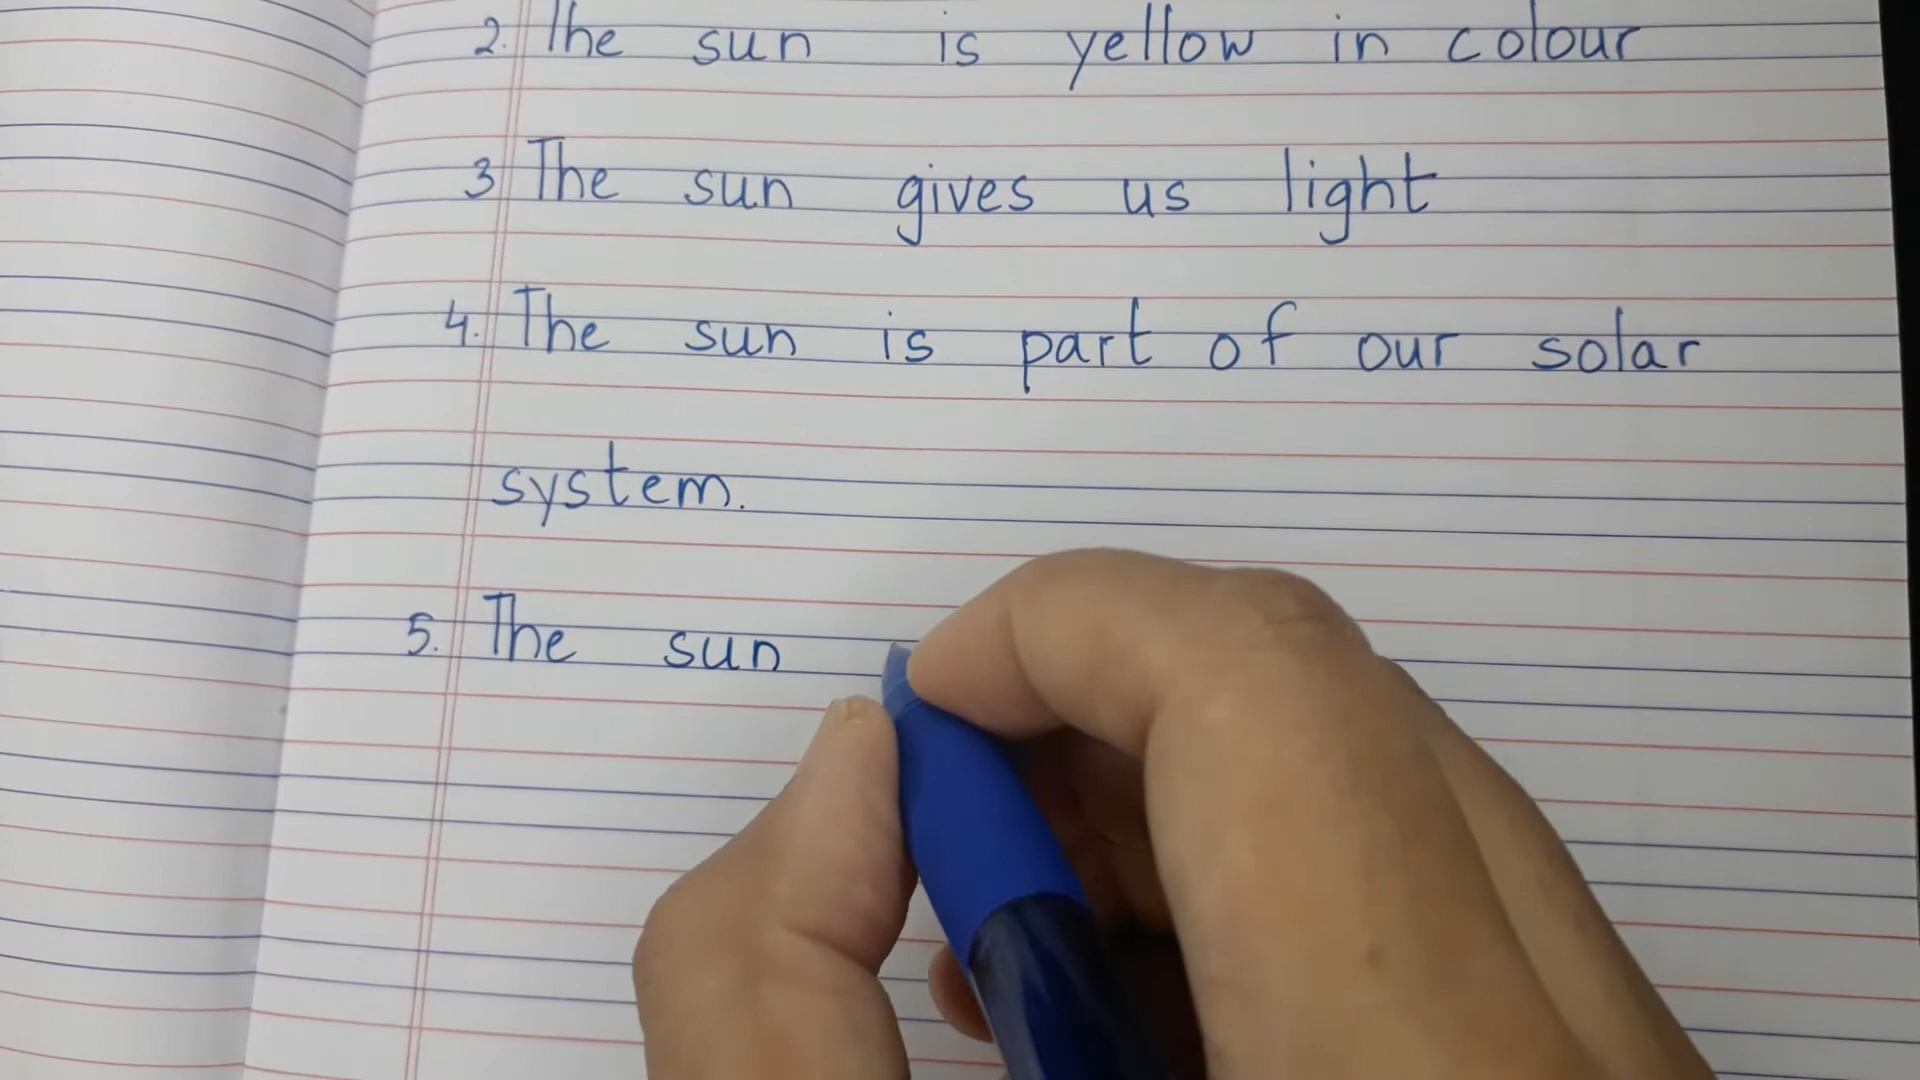 2. The sun is yellow in colour
3 The sun gives us light
4. The sun is part of our solar
system.
5. The sun